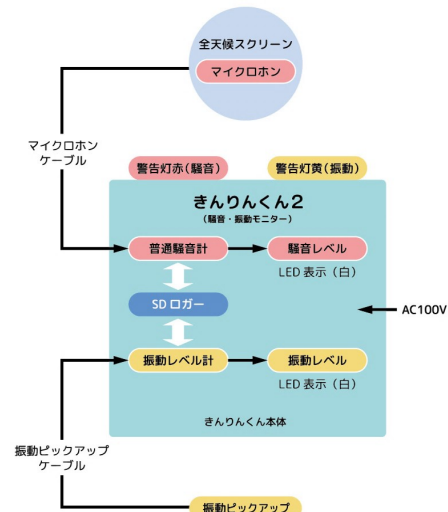 全天候スクリーン
マイクロホン
マイクロホン
ケーブル
警告灯赤(騒音)
警告灯黄(振動)
きんりんくん2
(騒音・振動モニター)
普通騒音計
騒音レベル
LED 表示(白)
SD ロガー
AC100V
振動レベル計
振動レベル
LED 表示(白)
きんりんくん本体
振動ピックアップ
ケーブル
振動ピックアップ